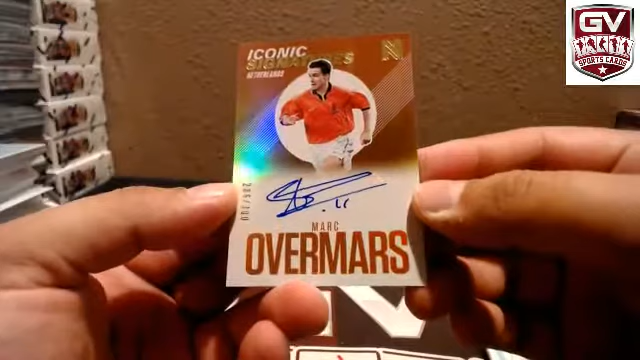 GV
SPORTS CARDS
ICONIC
SIGNATURES
NETHERLANDS
N
MARC
OVERMARS